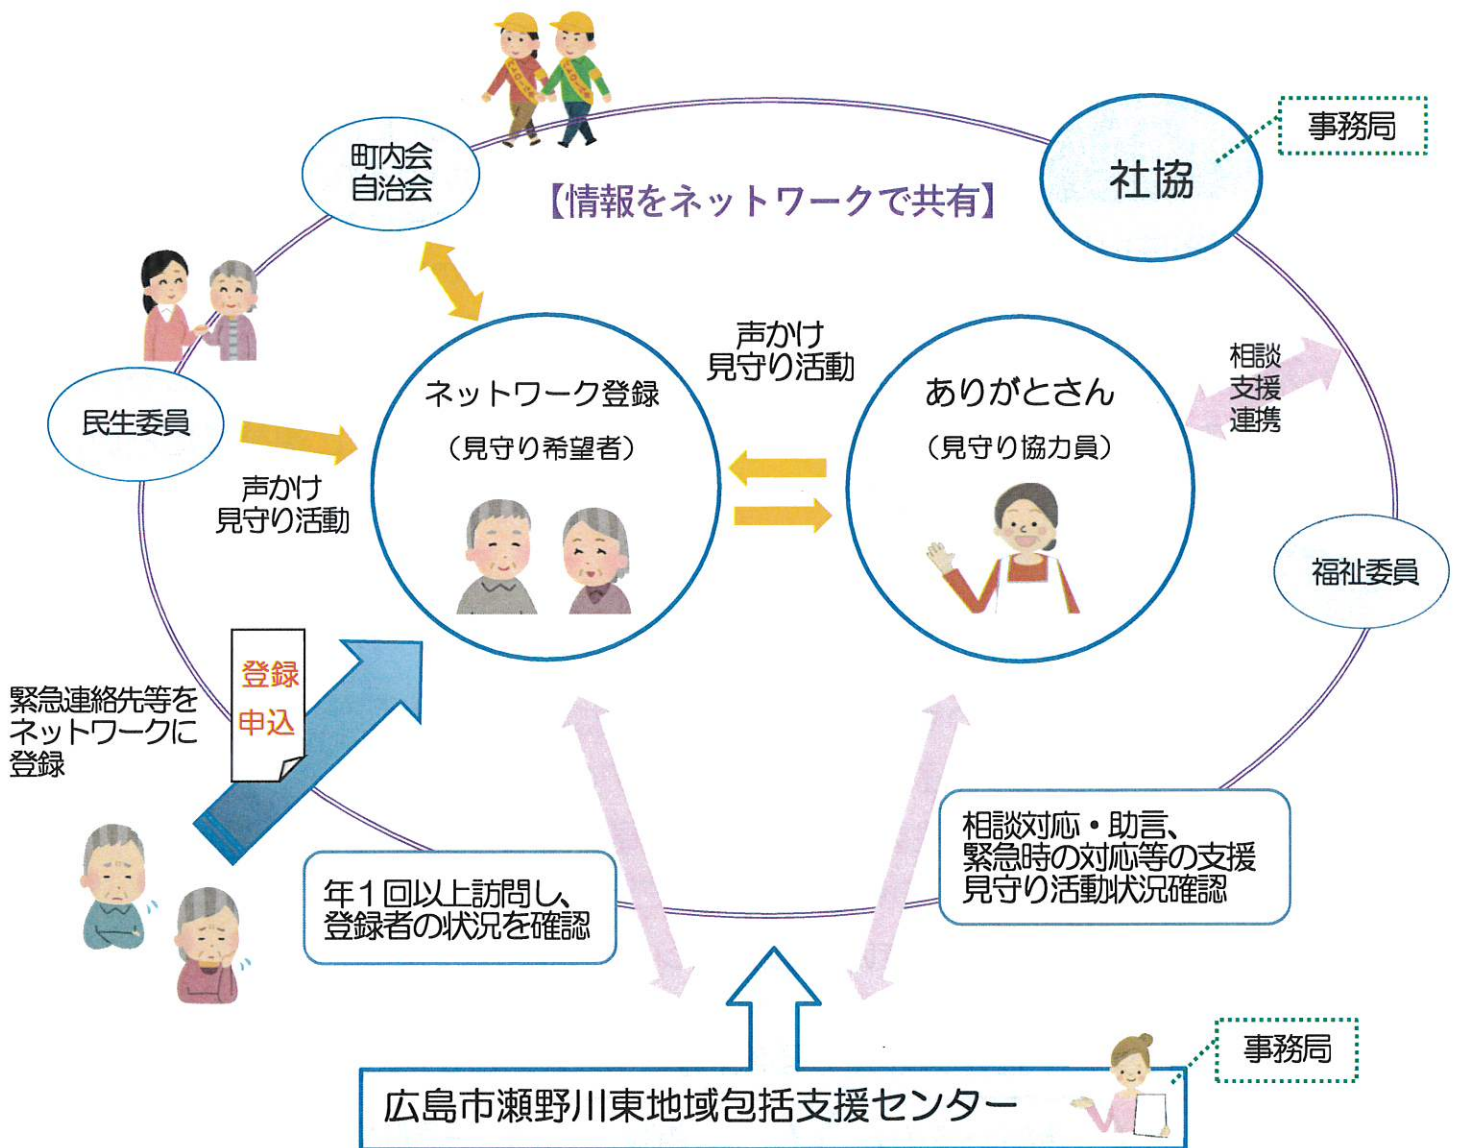 事務局
町内会
自治会
社協
【情報をネットワークで共有】
声かけ
見守り活動
相談
支援
連携
ネットワーク登録
(見守り希望者)
ありがとさん
(見守り協力員)
民生委員
声かけ
見守り活動
福祉委員
登録
申込
緊急連絡先等を
ネットワークに
登録
年1回以上訪問し、
登録者の状況を確認
相談対応・助言、
緊急時の対応等の支援
見守り活動状況確認
事務局
広島市瀬野川東地域包括支援センター